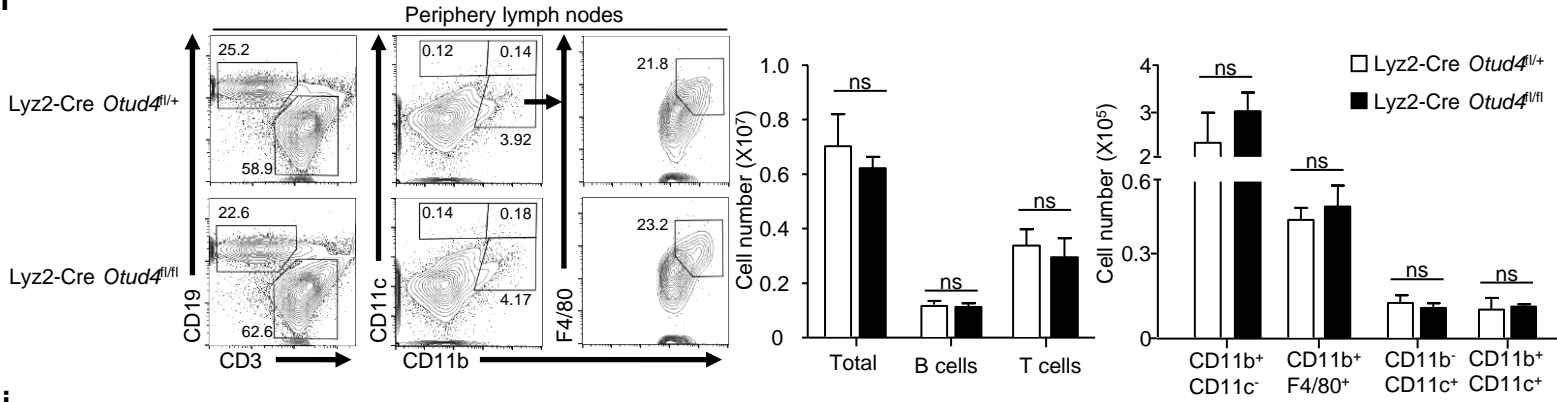 Periphery lymph nodes
Lyz2-Cre Otud4fl/+
Lyz2-Cre Otud4fl/fl
CD19
25.2
58.9
22.6
62.6
CD3
CD11c
0.12
0.14
3.92
0.14
0.18
4.17
CD11b
F4/80
21.8
23.2
Cell number (X10⁷)
1.0
0.8
0.6
0.4
0.2
0
ns
ns
ns
Total
B cells
T cells
Cell number (X10⁵)
4
3
2
0.6
0.3
0
ns
ns
ns
ns
CD11b⁺
CD11c⁻
CD11b⁺
F4/80⁺
CD11b⁻
CD11c⁺
CD11b⁺
CD11c⁺
Lyz2-Cre Otud4fl/+
Lyz2-Cre Otud4fl/fl